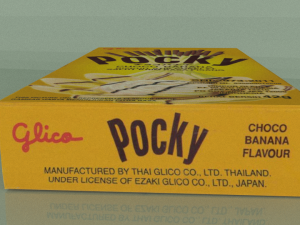 POCKY
42g
Glico
POCKY
CHOCO
BANANA
FLAVOUR
MANUFACTURED BY THAI GLICO CO., LTD. THAILAND.
UNDER LICENSE OF EZAKI GLICO CO., LTD., JAPAN.